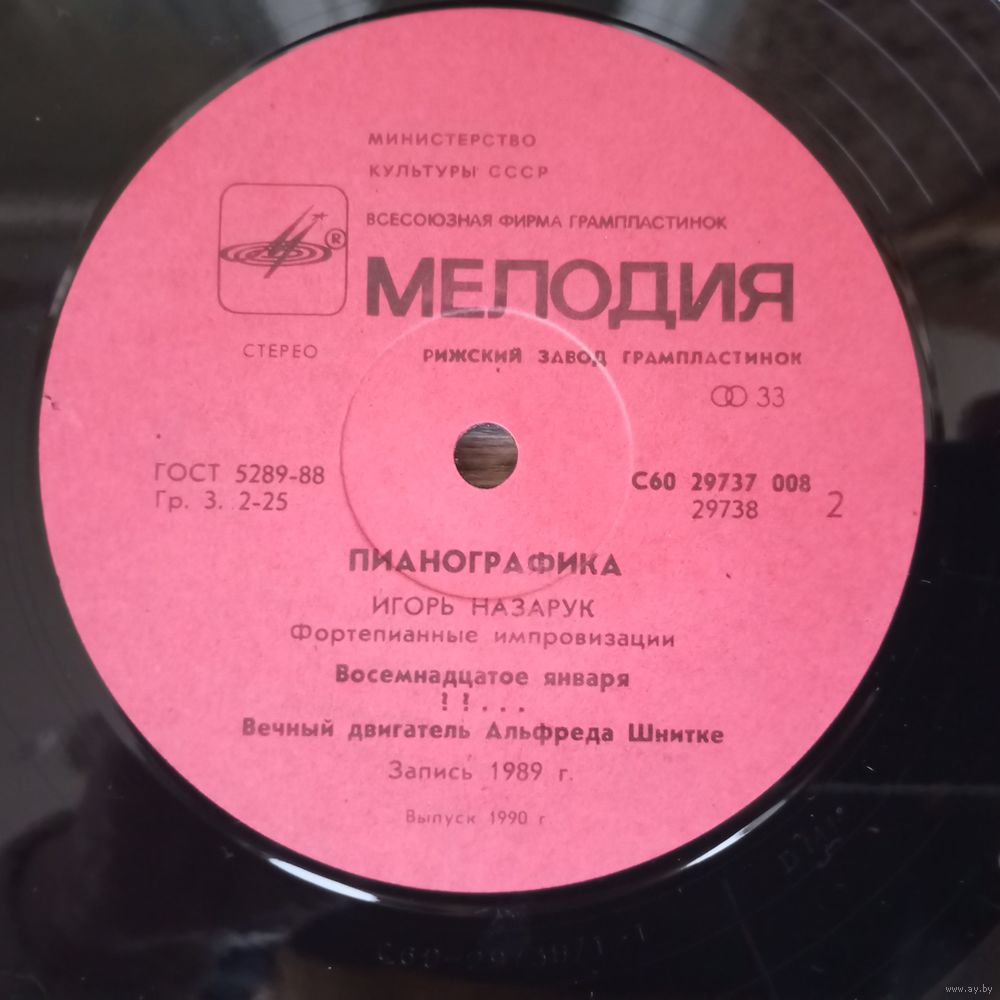 МИНИСТЕРСТВО
КУЛЬТУРЫ СССР
ВСЕСОЮЗНАЯ ФИРМА ГРАМПЛАСТИНОК
®
МЕЛОДИЯ
СТЕРЕО
РИЖСКИЙ ЗАВОД ГРАМПЛАСТИНОК
33
ГОСТ 5289-88
Гр. 3. 2-25
С60 29737 008
29738
2
ПИАНОГРАФИКА
ИГОРЬ НАЗАРУК
Фортепианные импровизации
Восемнадцатое января
! ! . . .
Вечный двигатель Альфреда Шнитке
Запись 1989 г.
Выпуск 1990 г
www.ay.by